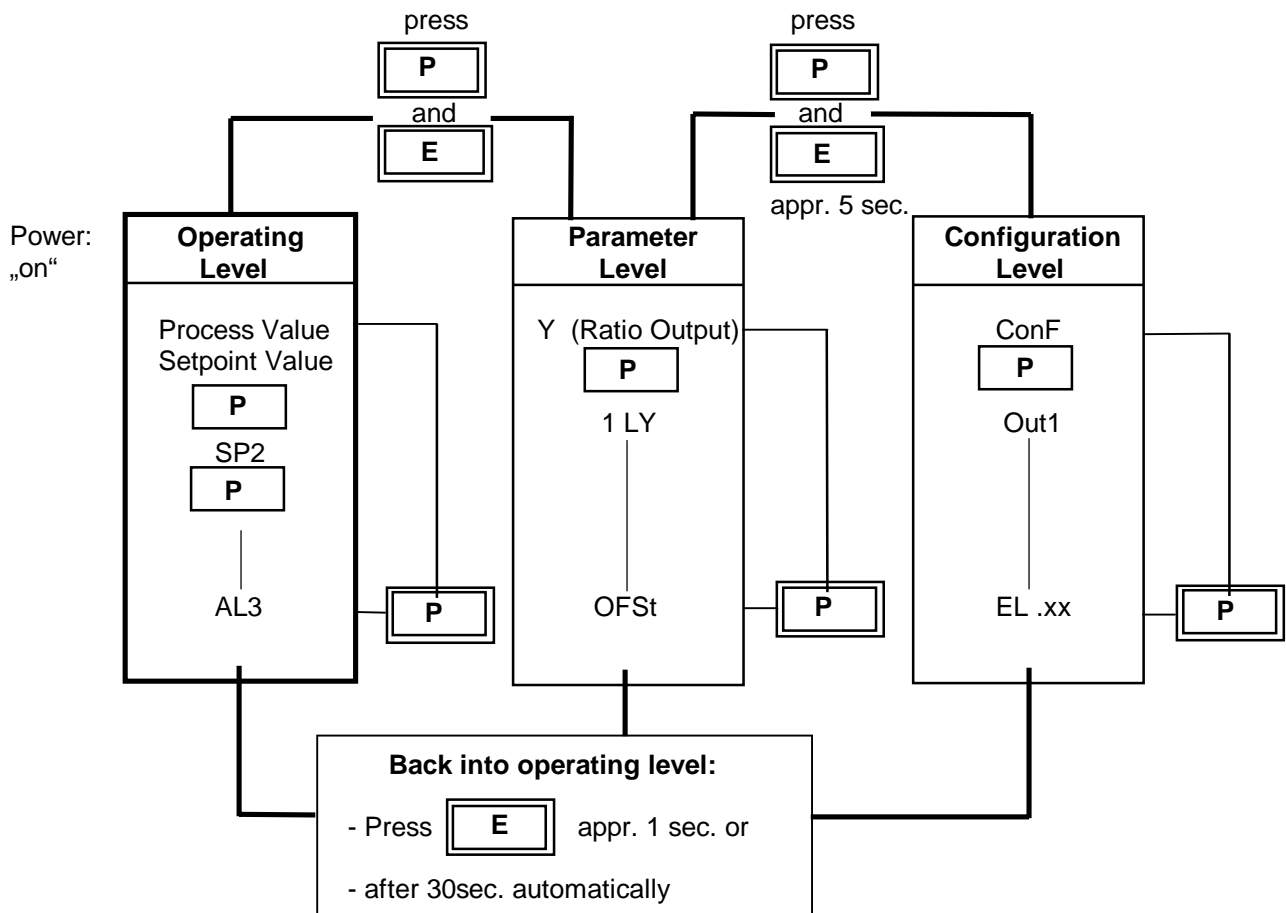 press
P
and
E
press
P
and
E
appr. 5 sec.
Power:
„on“
Operating
Level
Process Value
Setpoint Value
P
SP2
P
AL3
P
Parameter
Level
Y (Ratio Output)
P
1 LY
OFSt
P
Configuration
Level
ConF
P
Out1
EL .xx
P
Back into operating level:
- Press E appr. 1 sec. or
- after 30sec. automatically